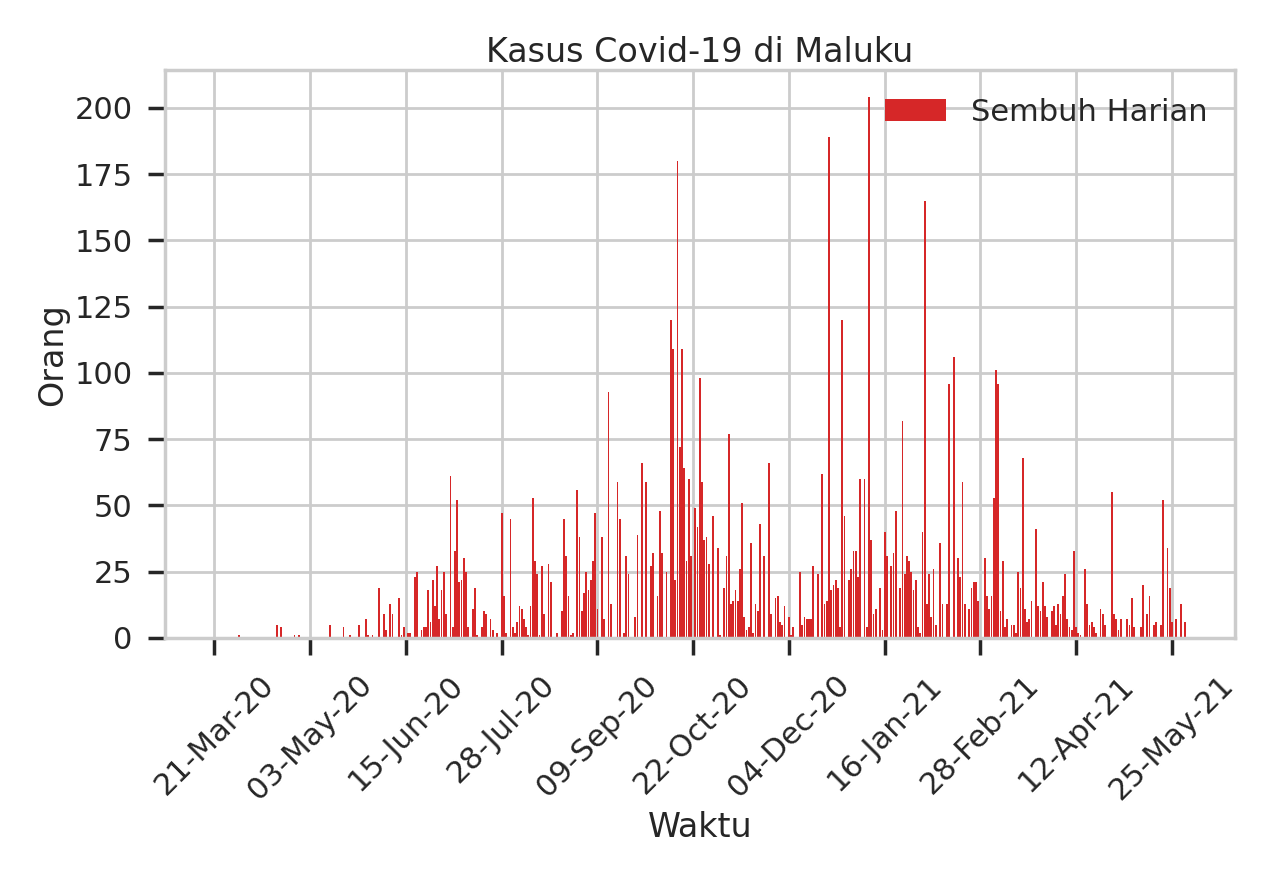 Kasus Covid-19 di Maluku
Sembuh Harian
Orang
200
175
150
125
100
75
50
25
0
21-Mar-20
03-May-20
15-Jun-20
28-Jul-20
09-Sep-20
22-Oct-20
04-Dec-20
16-Jan-21
28-Feb-21
12-Apr-21
25-May-21
Waktu